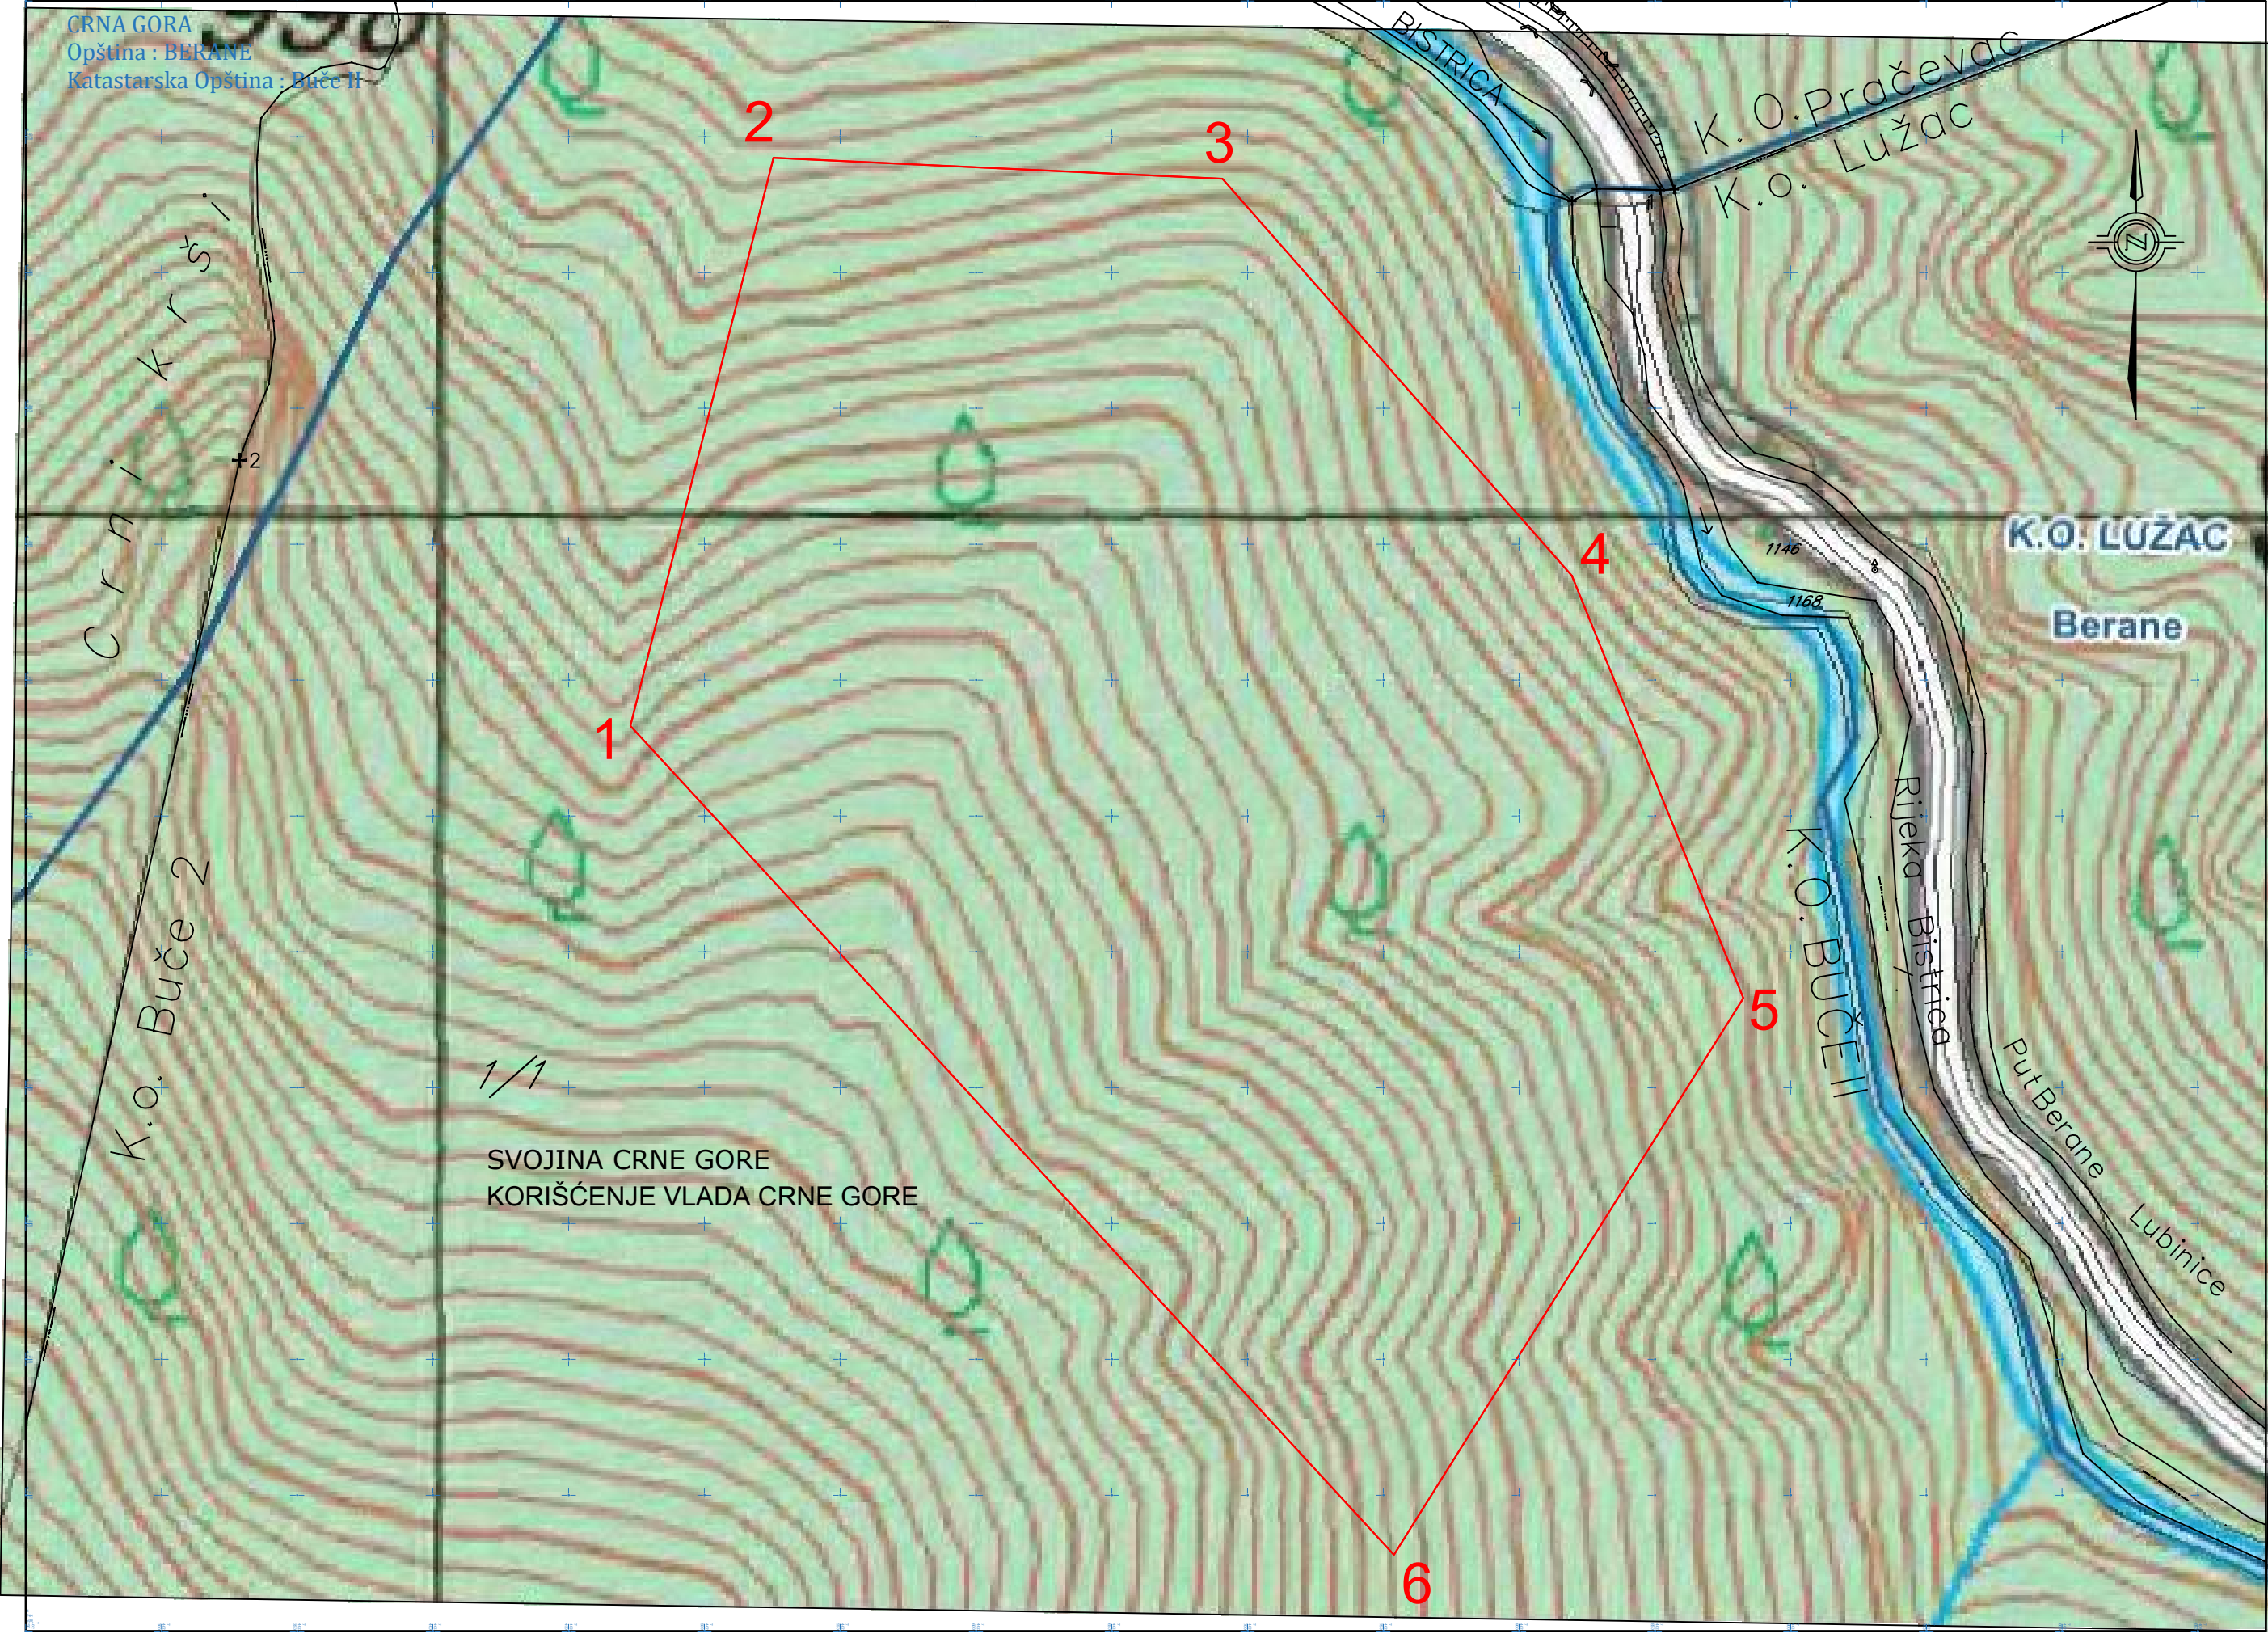 CRNA GORA
Opština : BERANE
Katastarska Opština : Buče II
BISTRICA
K.O.Pračevac
K.o. Lužac
2
3
N
Crni krši
2
4
1146
1168
K.O. LUŽAC
Berane
1
K.O. BUČE II
Rijeka Bistrica
K.o. Buče 2
5
Put Berane Lubinice
1/1
SVOJINA CRNE GORE
KORIŠĆENJE VLADA CRNE GORE
6